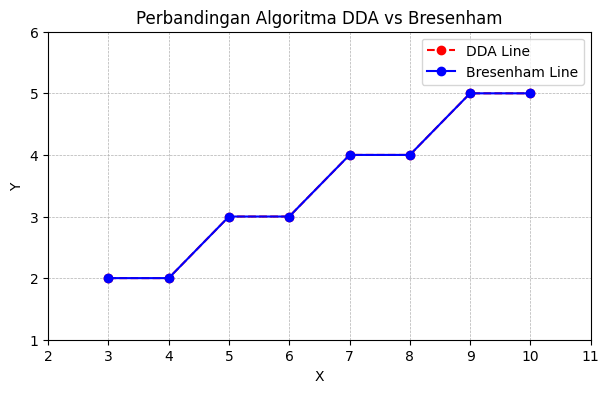 Perbandingan Algoritma DDA vs Bresenham
DDA Line
Bresenham Line
6
5
4
3
2
1
Y
2 3 4 5 6 7 8 9 10 11
X